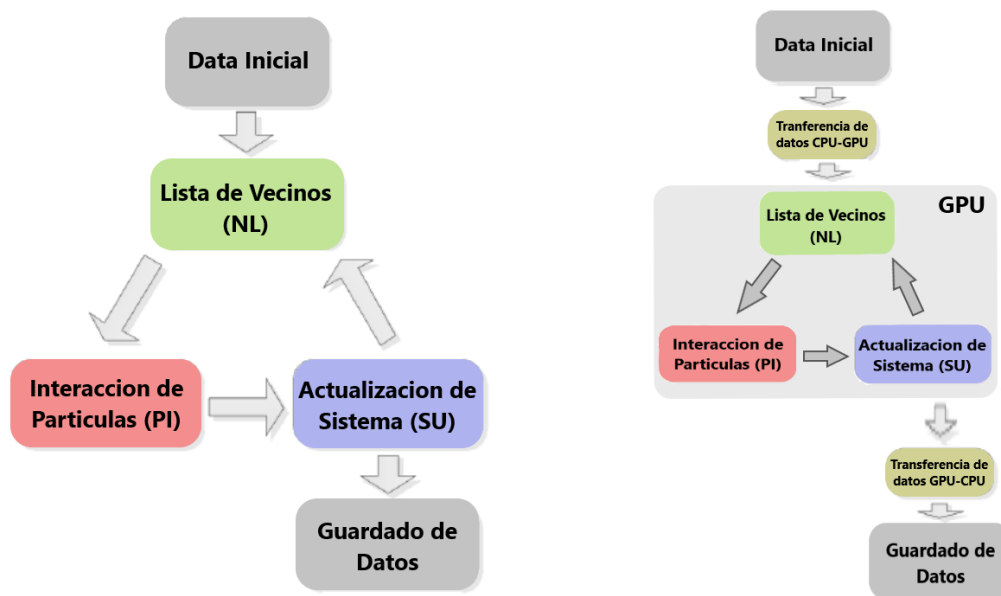 Data Inicial
Lista de Vecinos
(NL)
Interaccion de
Particulas (PI)
Actualizacion de
Sistema (SU)
Guardado de
Datos
Data Inicial
Tranferencia de
datos CPU-GPU
GPU
Lista de Vecinos
(NL)
Interaccion de
Particulas (PI)
Actualizacion de
Sistema (SU)
Transferencia de
datos GPU-CPU
Guardado de
Datos